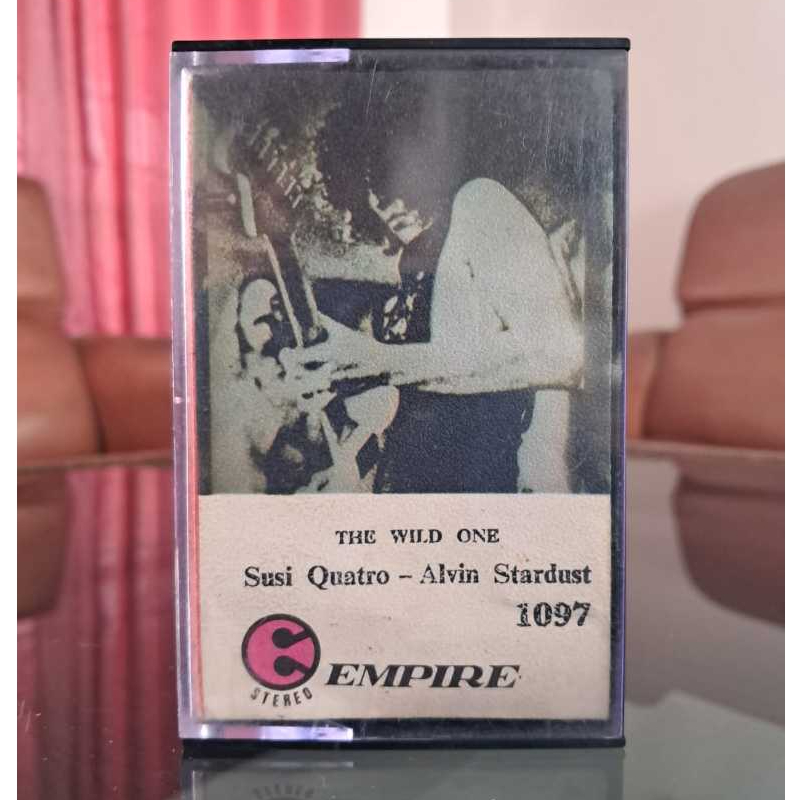 THE WILD ONE
Susi Quatro - Alvin Stardust
1097
STEREO
EMPIRE